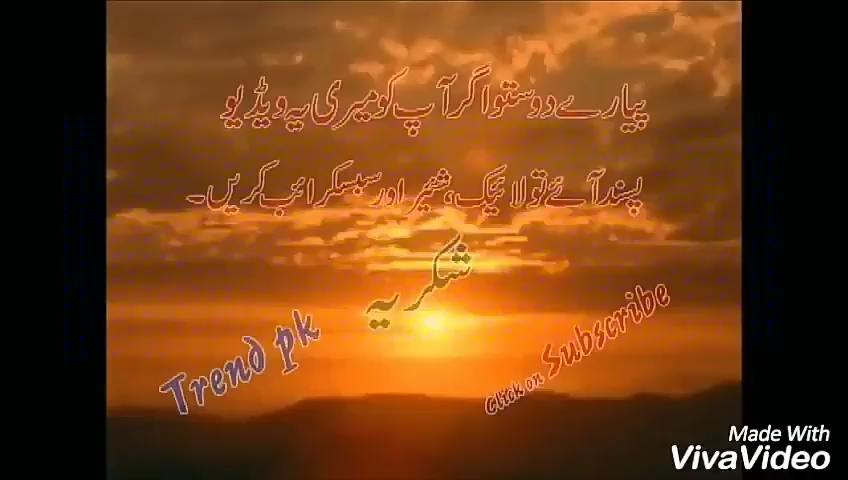 پیارے دوستو اگر آپ کو میری یہ ویڈیو
پسند آئے تو لائیک، شئیر اور سبسکرائب کریں۔
شکریہ
Trend pk
Click on Subscribe
Made With
VivaVideo